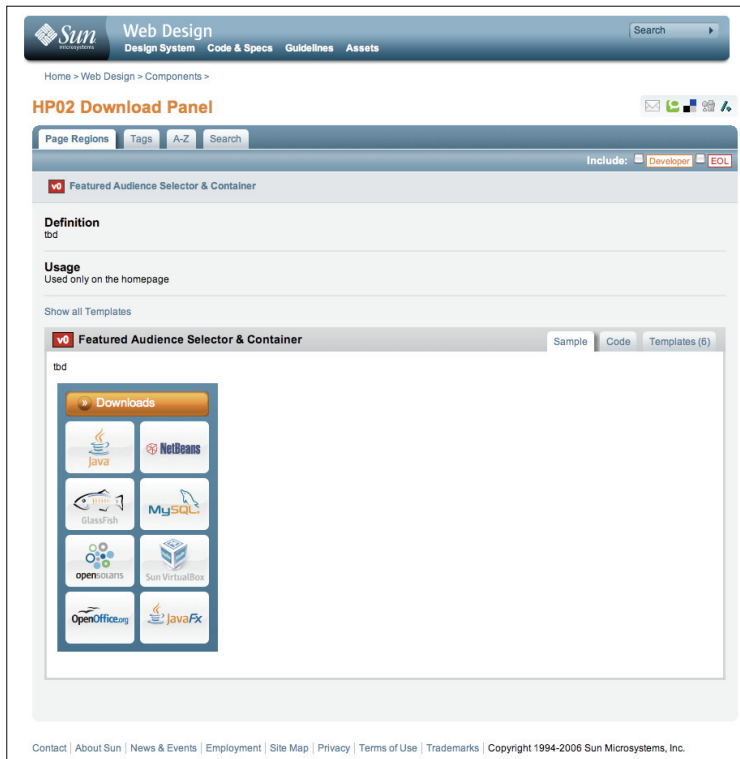 Sun
microsystems
Web Design
Design System Code & Specs Guidelines Assets
Search
Home > Web Design > Components >
HP02 Download Panel
Page Regions Tags A-Z Search
Include: Developer EOL
v0 Featured Audience Selector & Container
Definition
tbd
Usage
Used only on the homepage
Show all Templates
v0 Featured Audience Selector & Container
Sample Code Templates (6)
tbd
» Downloads
Java
NetBeans
GlassFish
MySQL
opensolaris
Sun VirtualBox
OpenOffice.org
JavaFX
Contact | About Sun | News & Events | Employment | Site Map | Privacy | Terms of Use | Trademarks | Copyright 1994-2006 Sun Microsystems, Inc.